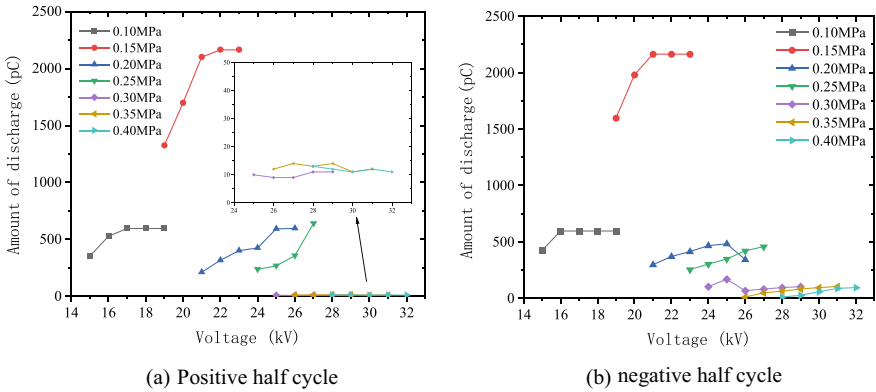 2500
2000
1500
1000
500
0
Amount of discharge (pC)
0.10MPa
0.15MPa
0.20MPa
0.25MPa
0.30MPa
0.35MPa
0.40MPa
50
40
30
20
10
0
24 26 28 30 32
14 16 18 20 22 24 26 28 30 32
Voltage (kV)
(a) Positive half cycle
2500
2000
1500
1000
500
0
Amount of discharge (pC)
0.10MPa
0.15MPa
0.20MPa
0.25MPa
0.30MPa
0.35MPa
0.40MPa
14 16 18 20 22 24 26 28 30 32
Voltage (kV)
(b) negative half cycle